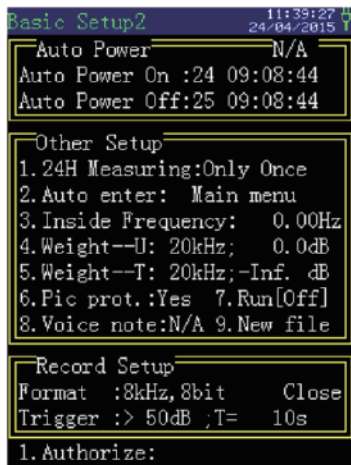 Basic Setup2 11:39:27
24/04/2015
Auto Power N/A
Auto Power On :24 09:08:44
Auto Power Off:25 09:08:44
Other Setup
1.24H Measuring:Only Once
2.Auto enter: Main menu
3.Inside Frequency: 0.00Hz
4.Weight--U: 20kHz; 0.0dB
5.Weight--T: 20kHz;-Inf. dB
6.Pic prot.:Yes 7.Run[Off]
8.Voice note:N/A 9.New file
Record Setup
Format :8kHz,8bit Close
Trigger :> 50dB ;T= 10s
1.Authorize: